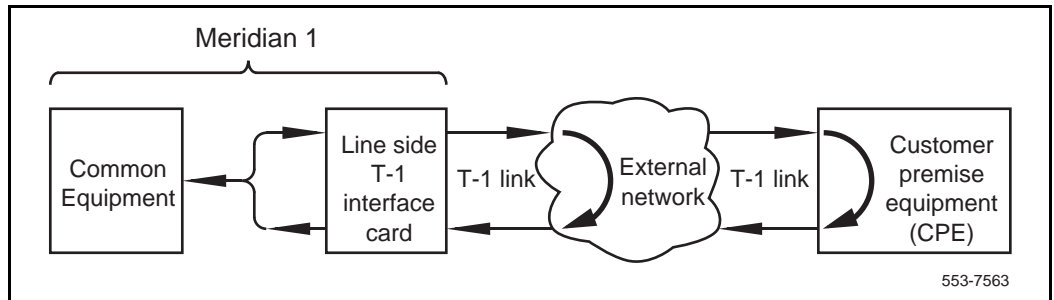 Meridian 1
Common
Equipment
Line side
T-1
interface
card
T-1 link
External
network
T-1 link
Customer
premise
equipment
(CPE)
553-7563